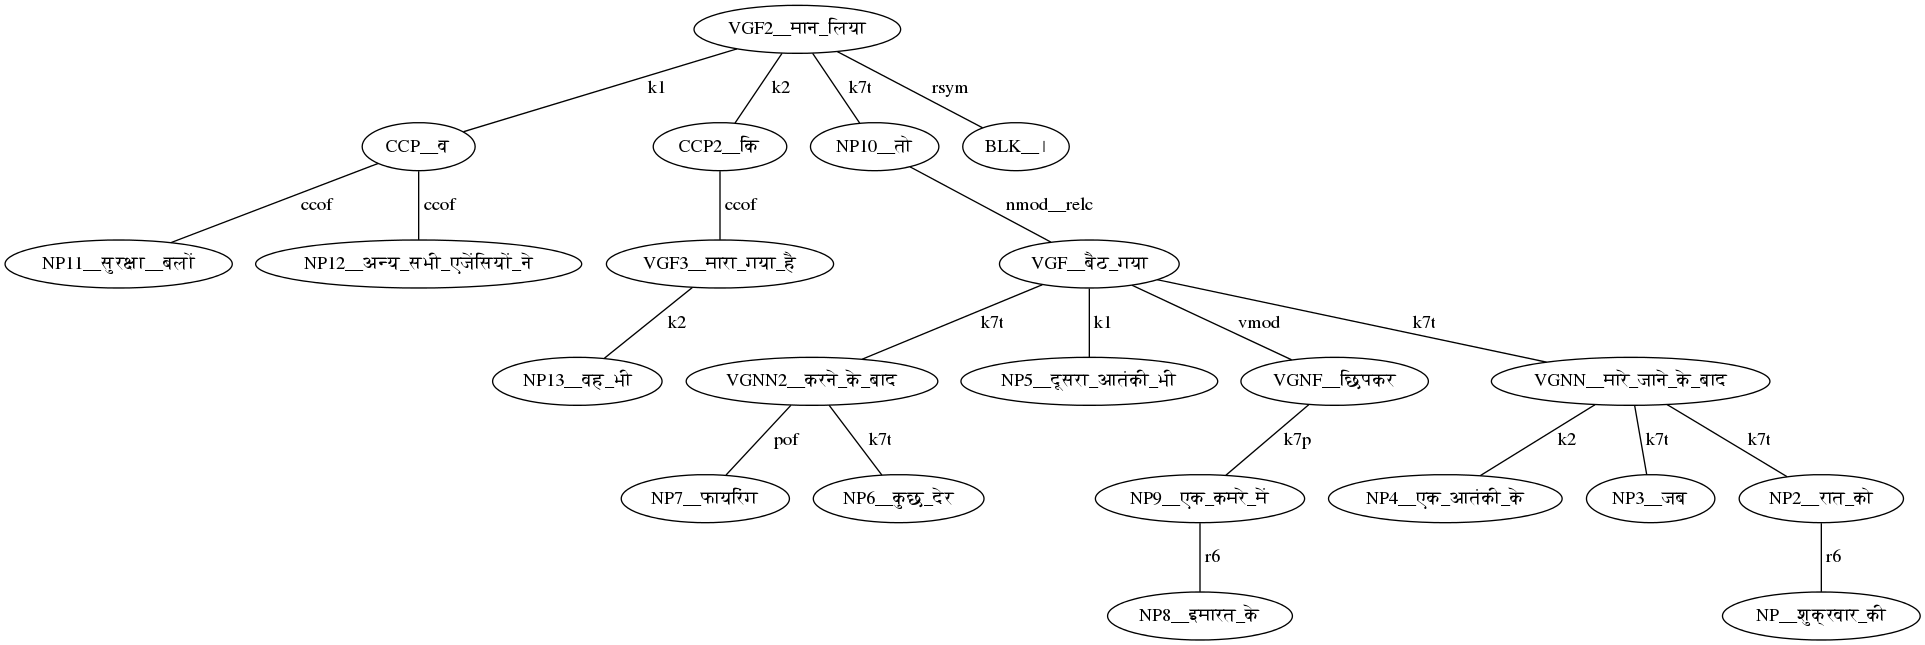 VGF2__मान_लिया
k1
k2
k7t
rsym
CCP__व
CCP2__कि
NP10__तो
BLK__।
ccof
ccof
ccof
nmod__relc
NP11__सुरक्षा__बलों
NP12__अन्य_सभी_एजेंसियों_ने
VGF3__मारा_गया_है
VGF__बैठ_गया
k2
k7t
k1
vmod
k7t
NP13__वह_भी
VGNN2__करने_के_बाद
NP5__दूसरा_आतंकी_भी
VGNF__छिपकर
VGNN__मारे_जाने_के_बाद
pof
k7t
k7p
k2
k7t
k7t
NP7__फायरिंग
NP6__कुछ_देर
NP9__एक_कमरे_में
NP4__एक_आतंकी_के
NP3__जब
NP2__रात_को
r6
r6
NP8__इमारत_के
NP__शुक्रवार_की